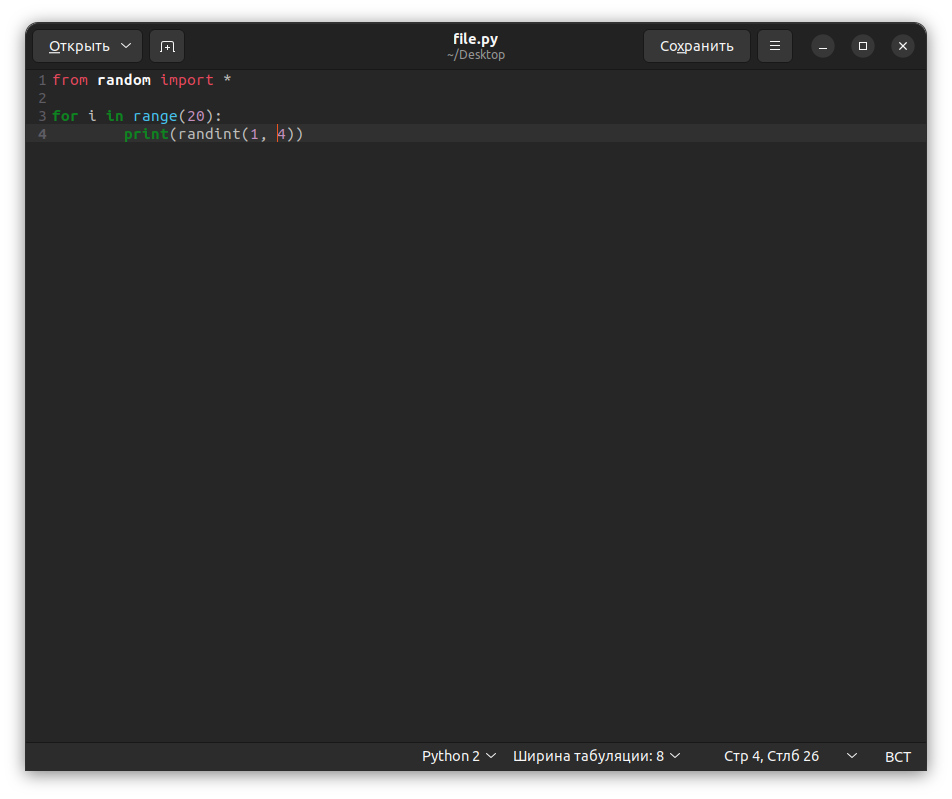 Открыть
file.py
~/Desktop
Сохранить
1 from random import *
2
3 for i in range(20):
4         print(randint(1, 4))
Python 2 Ширина табуляции: 8 Стр 4, Стлб 26 ВСТ